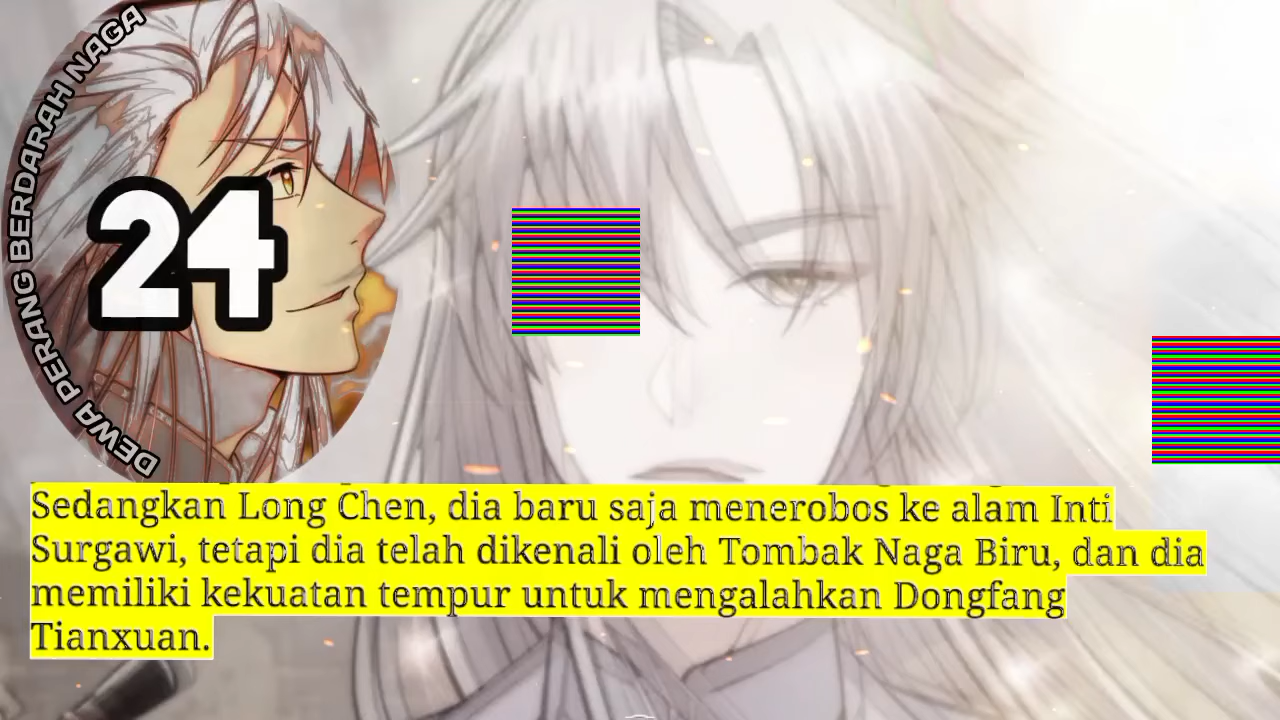 DEWA PERANG BERDARAH NAGA
24
Sedangkan Long Chen, dia baru saja menerobos ke alam Inti
Surgawi, tetapi dia telah dikenali oleh Tombak Naga Biru, dan dia
memiliki kekuatan tempur untuk mengalahkan Dongfang
Tianxuan.